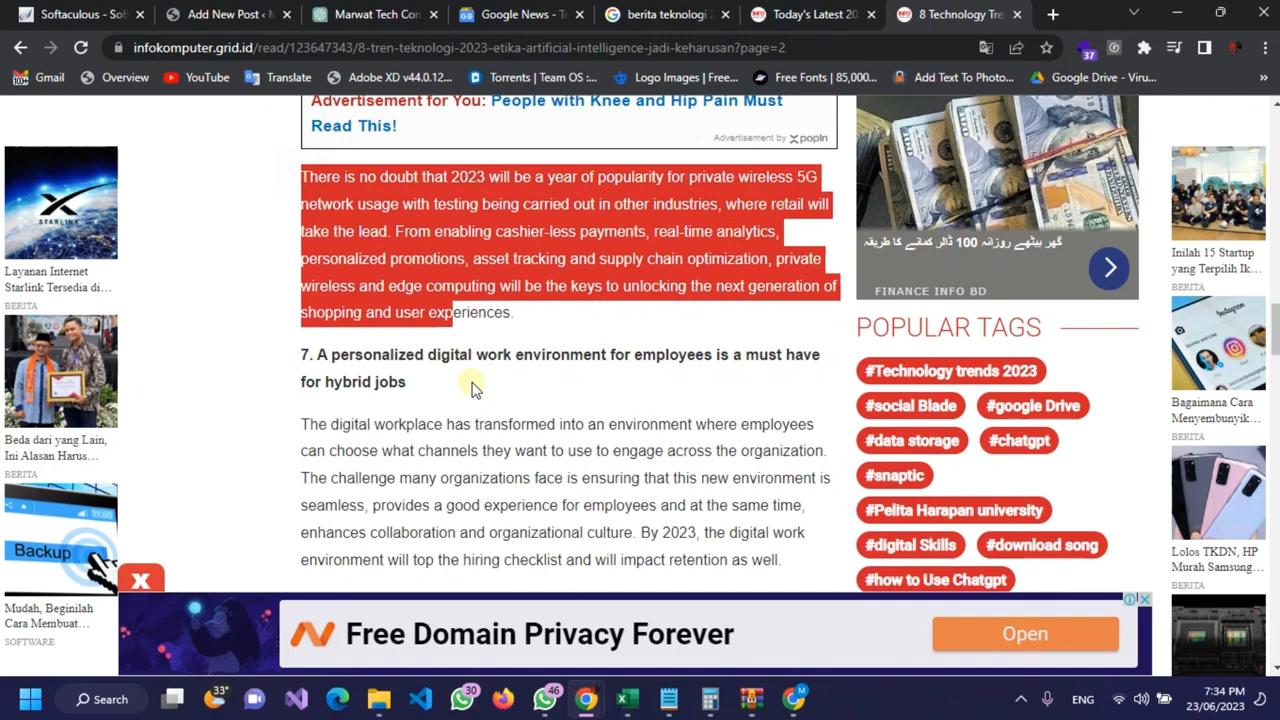 Softaculous - Sof
Add New Post ‹ M
Marwat Tech Con
Google News - Te
berita teknologi 2
Today's Latest 20
8 Technology Tre
infokomputer.grid.id/read/123647343/8-tren-teknologi-2023-etika-artificial-intelligence-jadi-keharusan?page=2
37
Gmail
Overview
YouTube
Translate
Adobe XD v44.0.12...
Torrents | Team OS :...
Logo Images | Free...
Free Fonts | 85,000...
Add Text To Photo...
Google Drive - Viru...
»
Advertisement for You: People with Knee and Hip Pain Must
Read This!
Advertisement by popIn
There is no doubt that 2023 will be a year of popularity for private wireless 5G
network usage with testing being carried out in other industries, where retail will
take the lead. From enabling cashier-less payments, real-time analytics,
personalized promotions, asset tracking and supply chain optimization, private
wireless and edge computing will be the keys to unlocking the next generation of
shopping and user experiences.
7. A personalized digital work environment for employees is a must have
for hybrid jobs
The digital workplace has transformed into an environment where employees
can choose what channels they want to use to engage across the organization.
The challenge many organizations face is ensuring that this new environment is
seamless, provides a good experience for employees and at the same time,
enhances collaboration and organizational culture. By 2023, the digital work
environment will top the hiring checklist and will impact retention as well.
STARLINK
Layanan Internet
Starlink Tersedia di...
BERITA
Beda dari yang Lain,
Ini Alasan Harus...
BERITA
Backup
Mudah, Beginilah
Cara Membuat...
SOFTWARE
گھر بیٹھے روزانہ 100 ڈالر کمانے کا طریقہ
FINANCE INFO BD
POPULAR TAGS
#Technology trends 2023
#social Blade
#google Drive
#data storage
#chatgpt
#snaptic
#Pelita Harapan university
#digital Skills
#download song
#how to Use Chatgpt
Inilah 15 Startup
yang Terpilih Ik...
BERITA
Bagaimana Cara
Menyembunyik...
BERITA
Lolos TKDN, HP
Murah Samsung...
BERITA
X
Free Domain Privacy Forever
Open
Search
33°
30
46
M
ENG
7:34 PM
23/06/2023